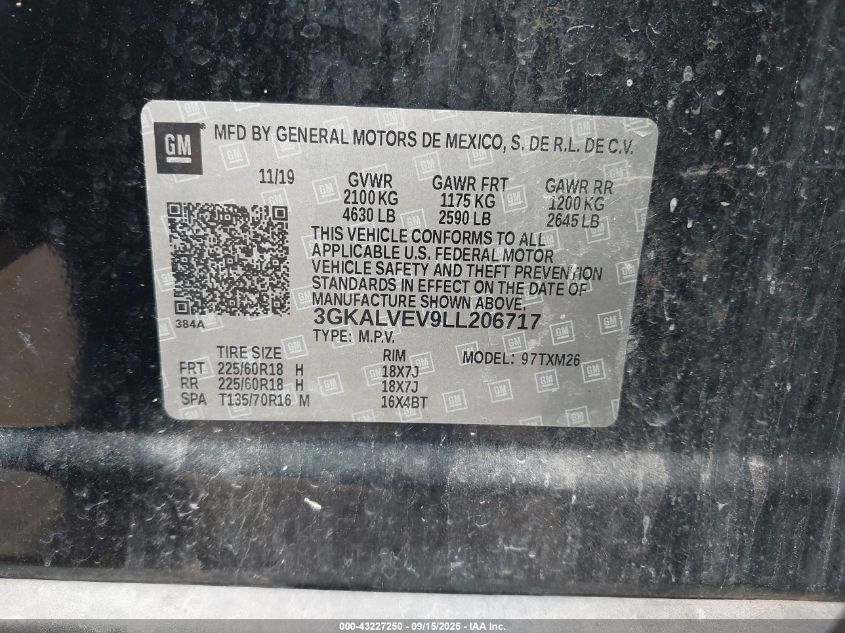 GM ® MFD BY GENERAL MOTORS DE MEXICO, S. DE R.L. DE C.V.
11/19 GVWR GAWR FRT GAWR RR
2100 KG 1175 KG 1200 KG
4630 LB 2590 LB 2645 LB
THIS VEHICLE CONFORMS TO ALL
APPLICABLE U.S. FEDERAL MOTOR
VEHICLE SAFETY AND THEFT PREVENTION
STANDARDS IN EFFECT ON THE DATE OF
MANUFACTURE SHOWN ABOVE.
384A 3GKALVEV9LL206717
TYPE: M.P.V.
TIRE SIZE RIM MODEL: 97TXM26
FRT 225/60R18 H 18X7J
RR 225/60R18 H 18X7J
SPA T135/70R16 M 16X4BT
000-43227250 - 09/15/2025 - IAA Inc.